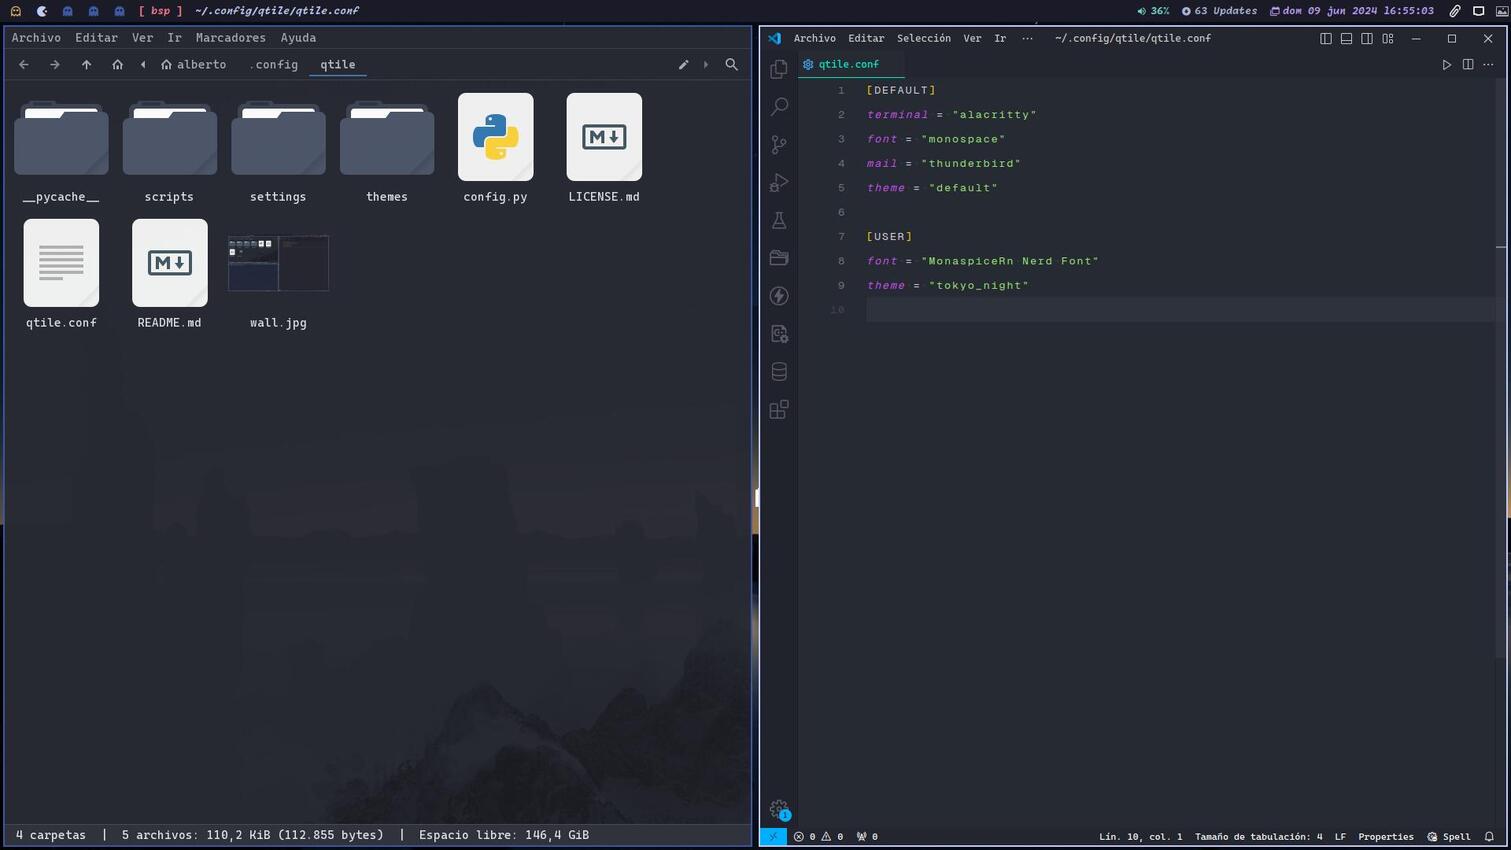 [ bsp ] ~/.config/qtile/qtile.conf
36% 63 Updates dom 09 jun 2024 16:55:03
Archivo Editar Ver Ir Marcadores Ayuda
alberto .config qtile
__pycache__ scripts settings themes config.py LICENSE.md
qtile.conf README.md wall.jpg
4 carpetas | 5 archivos: 110,2 KiB (112.855 bytes) | Espacio libre: 146,4 GiB
Archivo Editar Selección Ver Ir ··· ~/.config/qtile/qtile.conf
qtile.conf
1 [DEFAULT]
2 terminal = "alacritty"
3 font = "monospace"
4 mail = "thunderbird"
5 theme = "default"
6
7 [USER]
8 font = "MonaspiceRn Nerd Font"
9 theme = "tokyo_night"
10
1
0 0 0 Lín. 10, col. 1 Tamaño de tabulación: 4 LF Properties Spell